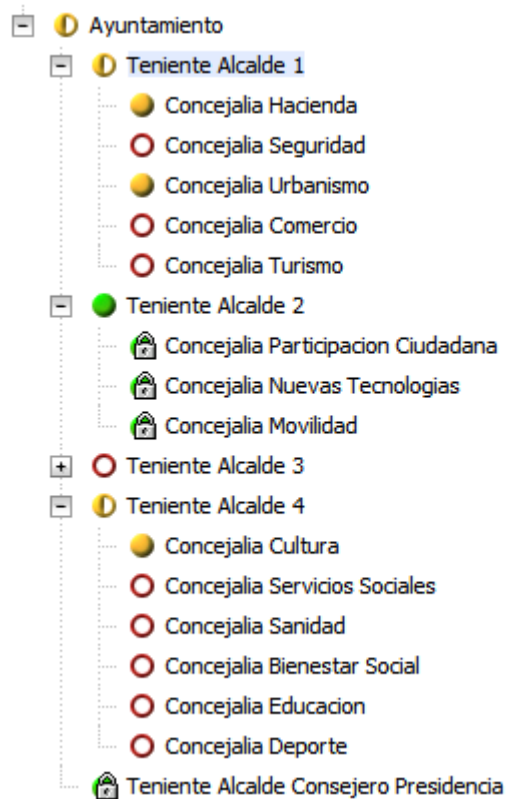 Ayuntamiento
Teniente Alcalde 1
Concejalia Hacienda
Concejalia Seguridad
Concejalia Urbanismo
Concejalia Comercio
Concejalia Turismo
Teniente Alcalde 2
Concejalia Participacion Ciudadana
Concejalia Nuevas Tecnologias
Concejalia Movilidad
Teniente Alcalde 3
Teniente Alcalde 4
Concejalia Cultura
Concejalia Servicios Sociales
Concejalia Sanidad
Concejalia Bienestar Social
Concejalia Educacion
Concejalia Deporte
Teniente Alcalde Consejero Presidencia